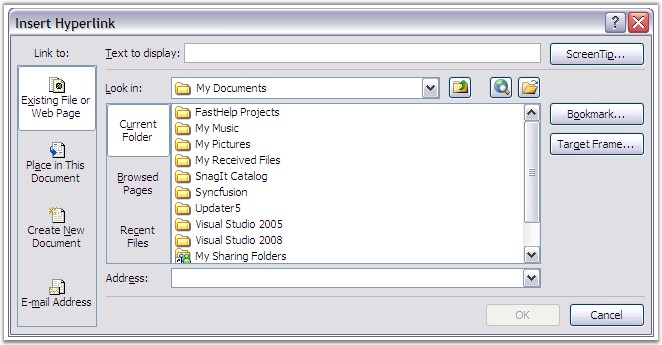 Insert Hyperlink
Link to:
Text to display:
ScreenTip...
Existing File or
Web Page
Place in This
Document
Create New
Document
E-mail Address
Look in:
My Documents
Current
Folder
Browsed
Pages
Recent
Files
FastHelp Projects
My Music
My Pictures
My Received Files
SnagIt Catalog
Syncfusion
Updater5
Visual Studio 2005
Visual Studio 2008
My Sharing Folders
Bookmark...
Target Frame...
Address:
OK
Cancel